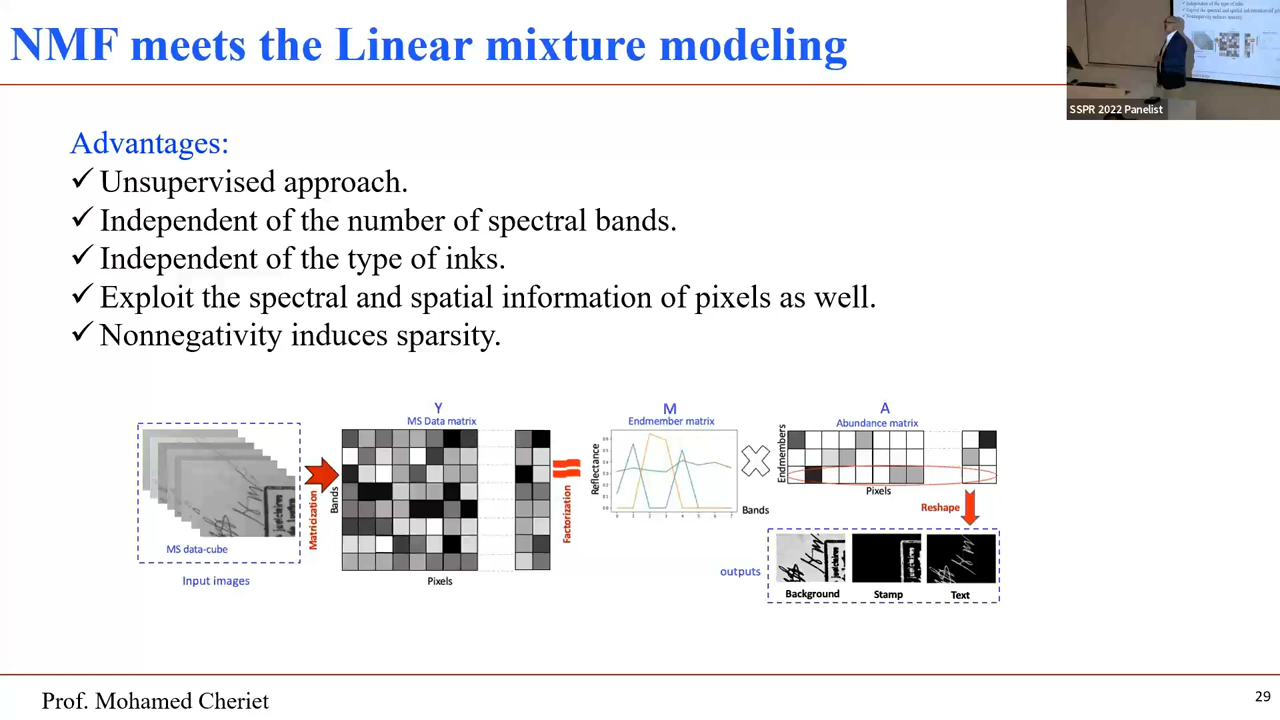 NMF meets the Linear mixture modeling
SSPR 2022 Panelist
Advantages:
✓ Unsupervised approach.
✓ Independent of the number of spectral bands.
✓ Independent of the type of inks.
✓ Exploit the spectral and spatial information of pixels as well.
✓ Nonnegativity induces sparsity.
Y
MS Data matrix
M
Endmember matrix
A
Abundance matrix
Matricization
Bands
Factorization
Reflectance
Endmembers
MS data-cube
Input images
Pixels
Bands
Pixels
Reshape
outputs
Background
Stamp
Text
Prof. Mohamed Cheriet
29